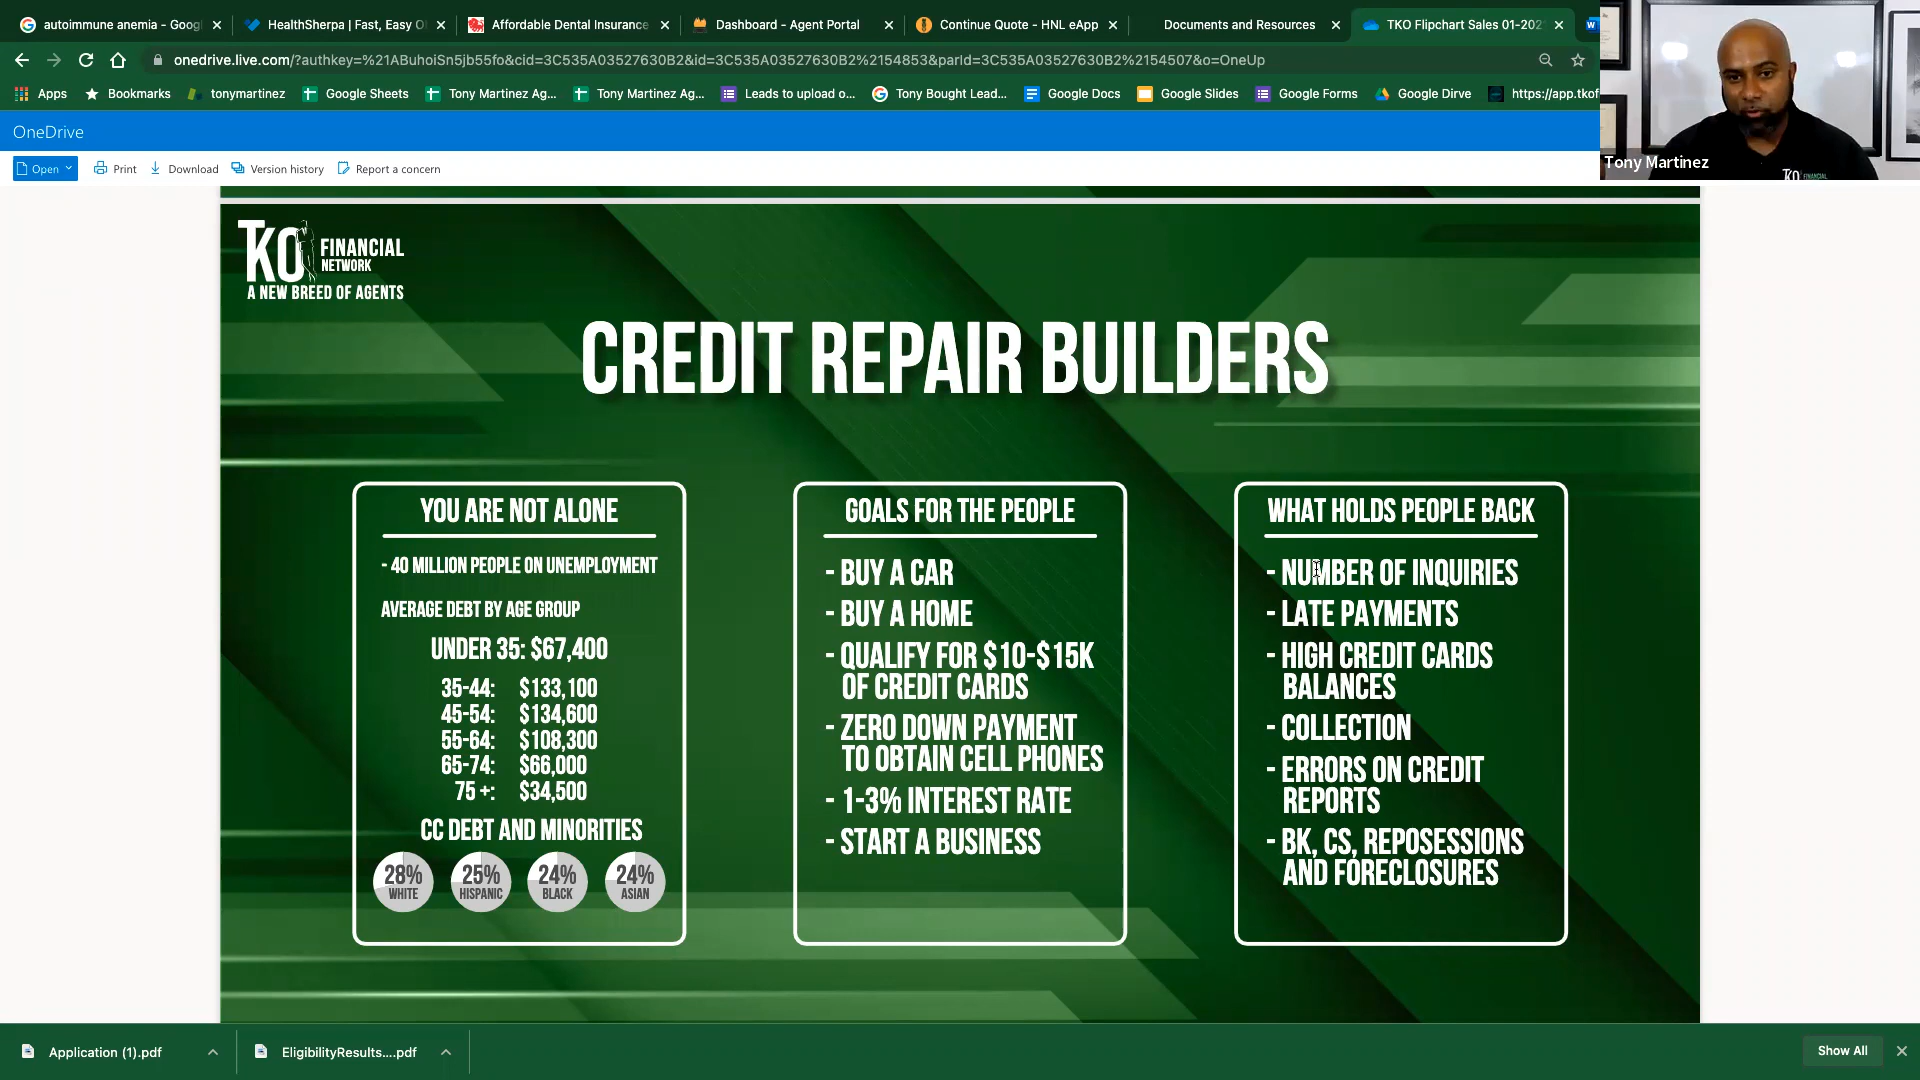 autoimmune anemia - Goog
HealthSherpa | Fast, Easy O
Affordable Dental Insurance
Dashboard - Agent Portal
Continue Quote - HNL eApp
Documents and Resources
TKO Flipchart Sales 01-202
onedrive.live.com/?authkey=%21ABuhoiSn5jb55fo&cid=3C535A03527630B2&id=3C535A03527630B2%2154853&parId=3C535A03527630B2%2154507&o=OneUp
Apps
Bookmarks
tonymartinez
Google Sheets
Tony Martinez Ag...
Tony Martinez Ag...
Leads to upload o...
Tony Bought Lead...
Google Docs
Google Slides
Google Forms
Google Dirve
https://app.tkof
OneDrive
Open
Print
Download
Version history
Report a concern
Tony Martinez
TKO FINANCIAL
TKO FINANCIAL
NETWORK
A NEW BREED OF AGENTS
CREDIT REPAIR BUILDERS
YOU ARE NOT ALONE
- 40 MILLION PEOPLE ON UNEMPLOYMENT
AVERAGE DEBT BY AGE GROUP
UNDER 35: $67,400
35-44: $133,100
45-54: $134,600
55-64: $108,300
65-74: $66,000
75 +: $34,500
CC DEBT AND MINORITIES
28% 25% 24% 24%
WHITE HISPANIC BLACK ASIAN
GOALS FOR THE PEOPLE
- BUY A CAR
- BUY A HOME
- QUALIFY FOR $10-$15K
OF CREDIT CARDS
- ZERO DOWN PAYMENT
TO OBTAIN CELL PHONES
- 1-3% INTEREST RATE
- START A BUSINESS
WHAT HOLDS PEOPLE BACK
- NUMBER OF INQUIRIES
- LATE PAYMENTS
- HIGH CREDIT CARDS
BALANCES
- COLLECTION
- ERRORS ON CREDIT
REPORTS
- BK, CS, REPOSESSIONS
AND FORECLOSURES
Application (1).pdf
EligibilityResults....pdf
Show All